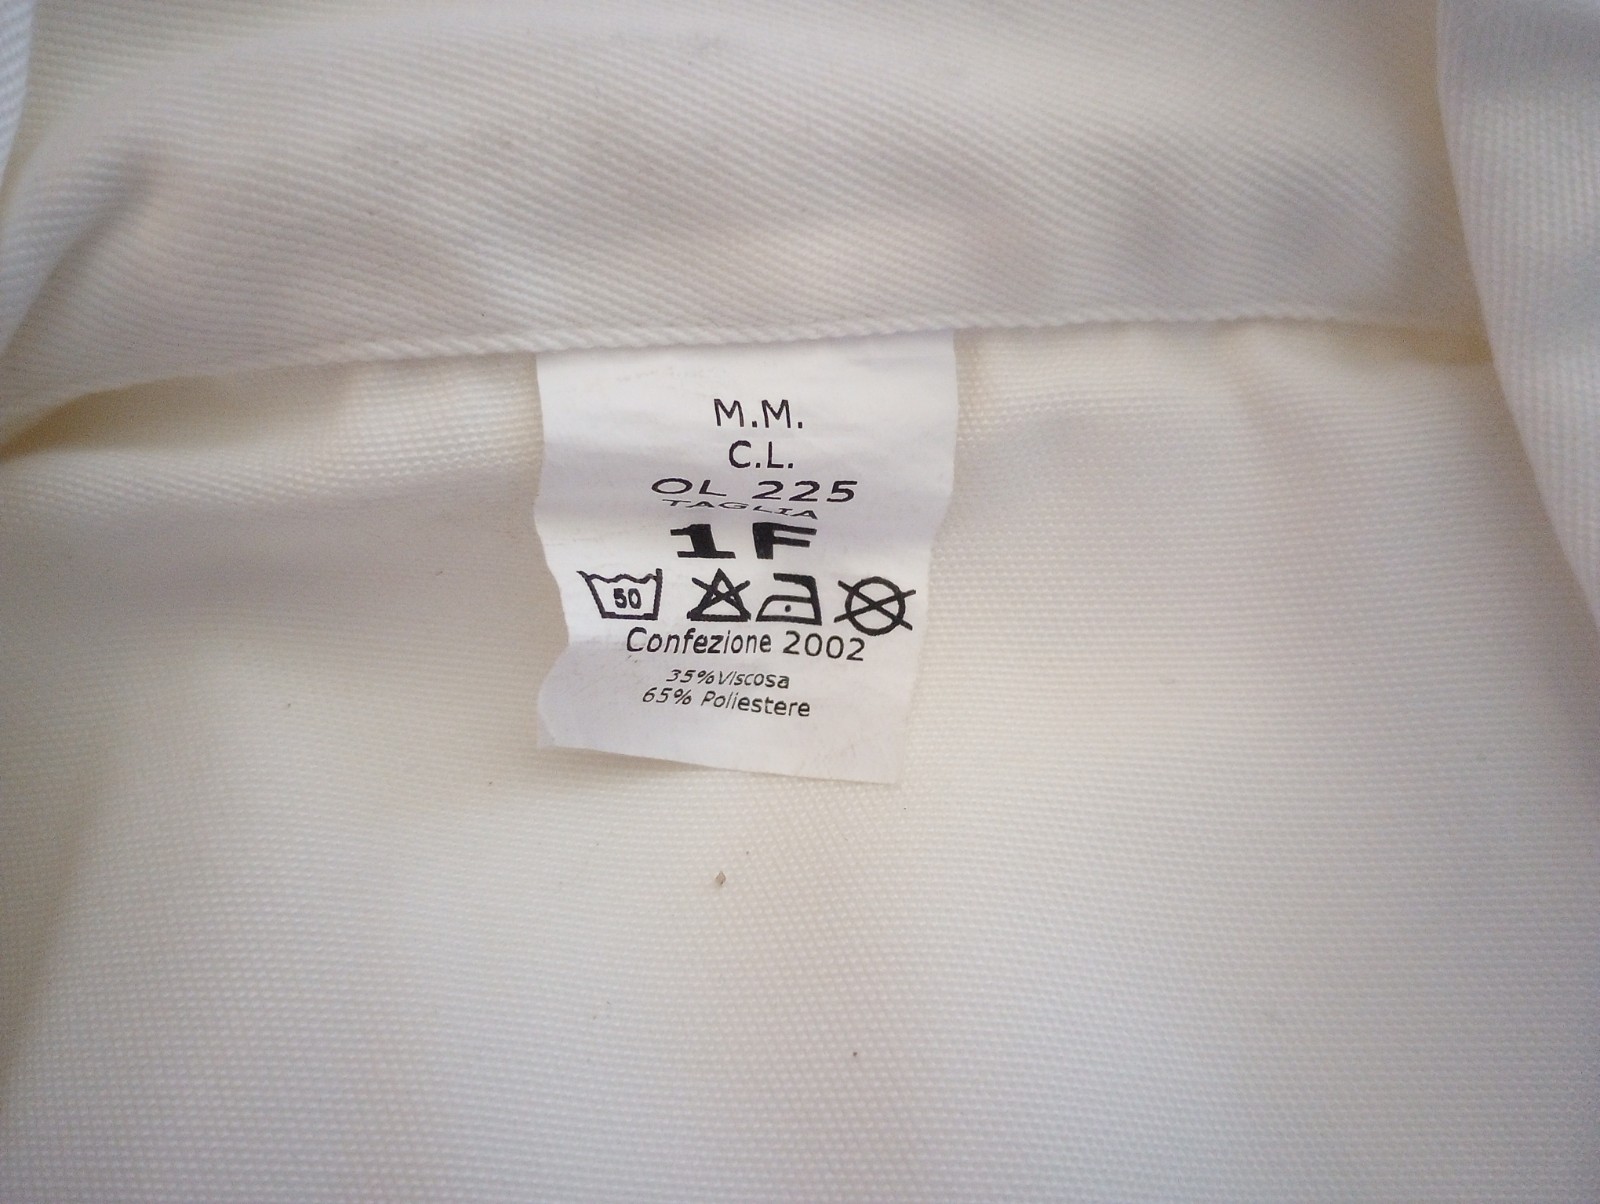 M.M.
C.L.
OL 225
TAGLIA
1F
50
Confezione 2002
35% Viscosa
65% Poliestere